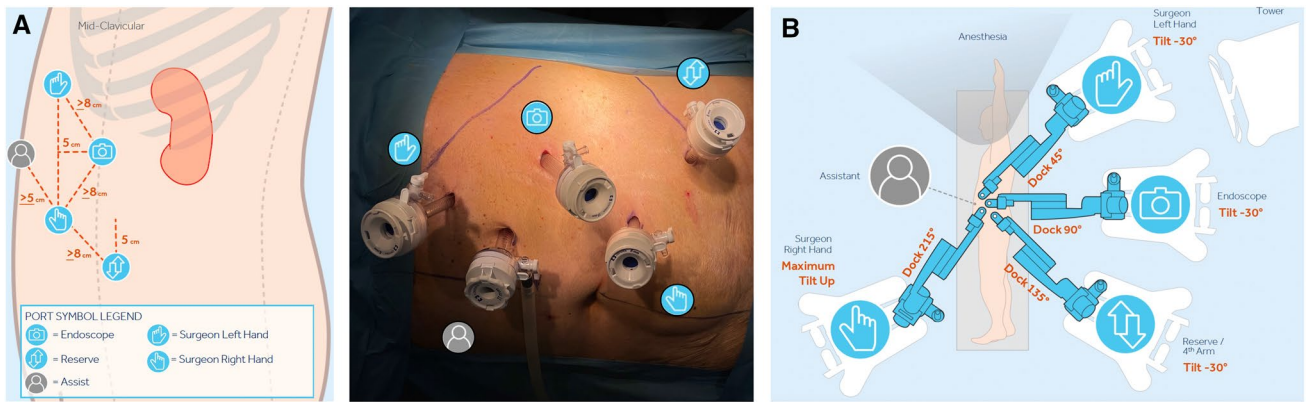 A
Mid-Clavicular
>8 cm
5 cm
>5 cm
>8 cm
>8 cm
5 cm
PORT SYMBOL LEGEND
= Endoscope
= Surgeon Left Hand
= Reserve
= Surgeon Right Hand
= Assist
B
Anesthesia
Surgeon
Left Hand
Tilt -30°
Tower
Assistant
Dock 45°
Endoscope
Tilt -30°
Dock 90°
Surgeon
Right Hand
Maximum
Tilt Up
Dock 215°
Dock 135°
Reserve /
4th Arm
Tilt -30°